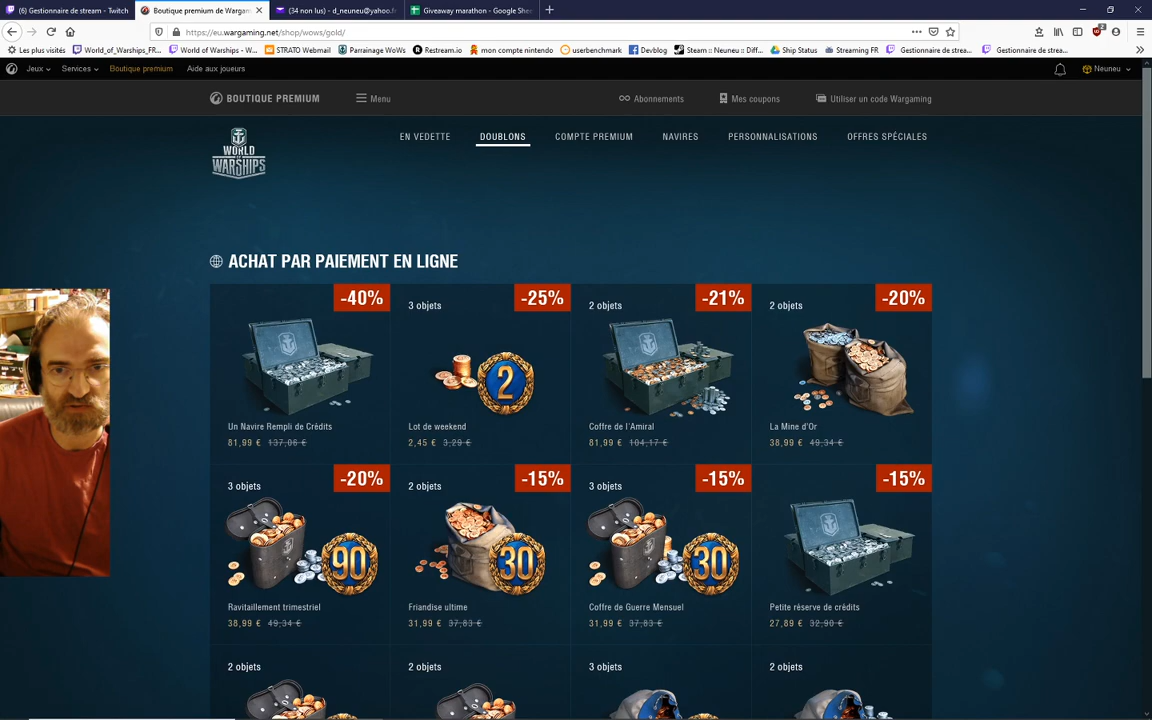 (6) Gestionnaire de stream - Twitch
Boutique premium de Wargam
(34 non lus) - d_neuneu@yahoo.fr
Giveaway marathon - Google She
https://eu.wargaming.net/shop/wows/gold/
Les plus visités
World_of_Warships_FR...
World of Warships - W...
STRATO Webmail
Parrainage WoWs
Restream.io
mon compte nintendo
userbenchmark
Devblog
Steam :: Neuneu :: Diff...
Ship Status
Streaming FR
Gestionnaire de strea...
Gestionnaire de strea...
Jeux
Services
Boutique premium
Aide aux joueurs
Neuneu
BOUTIQUE PREMIUM
Menu
Abonnements
Mes coupons
Utiliser un code Wargaming
WORLD OF WARSHIPS
EN VEDETTE
DOUBLONS
COMPTE PREMIUM
NAVIRES
PERSONNALISATIONS
OFFRES SPÉCIALES
ACHAT PAR PAIEMENT EN LIGNE
-40%
Un Navire Rempli de Crédits
81,99 € 137,06 €
3 objets
-25%
2
Lot de weekend
2,45 € 3,29 €
2 objets
-21%
Coffre de l'Amiral
81,99 € 104,17 €
2 objets
-20%
La Mine d'Or
38,99 € 49,34 €
3 objets
-20%
90
Ravitaillement trimestriel
38,99 € 49,34 €
2 objets
-15%
30
Friandise ultime
31,99 € 37,83 €
3 objets
-15%
30
Coffre de Guerre Mensuel
31,99 € 37,83 €
-15%
Petite réserve de crédits
27,89 € 32,90 €
2 objets
2 objets
3 objets
2 objets